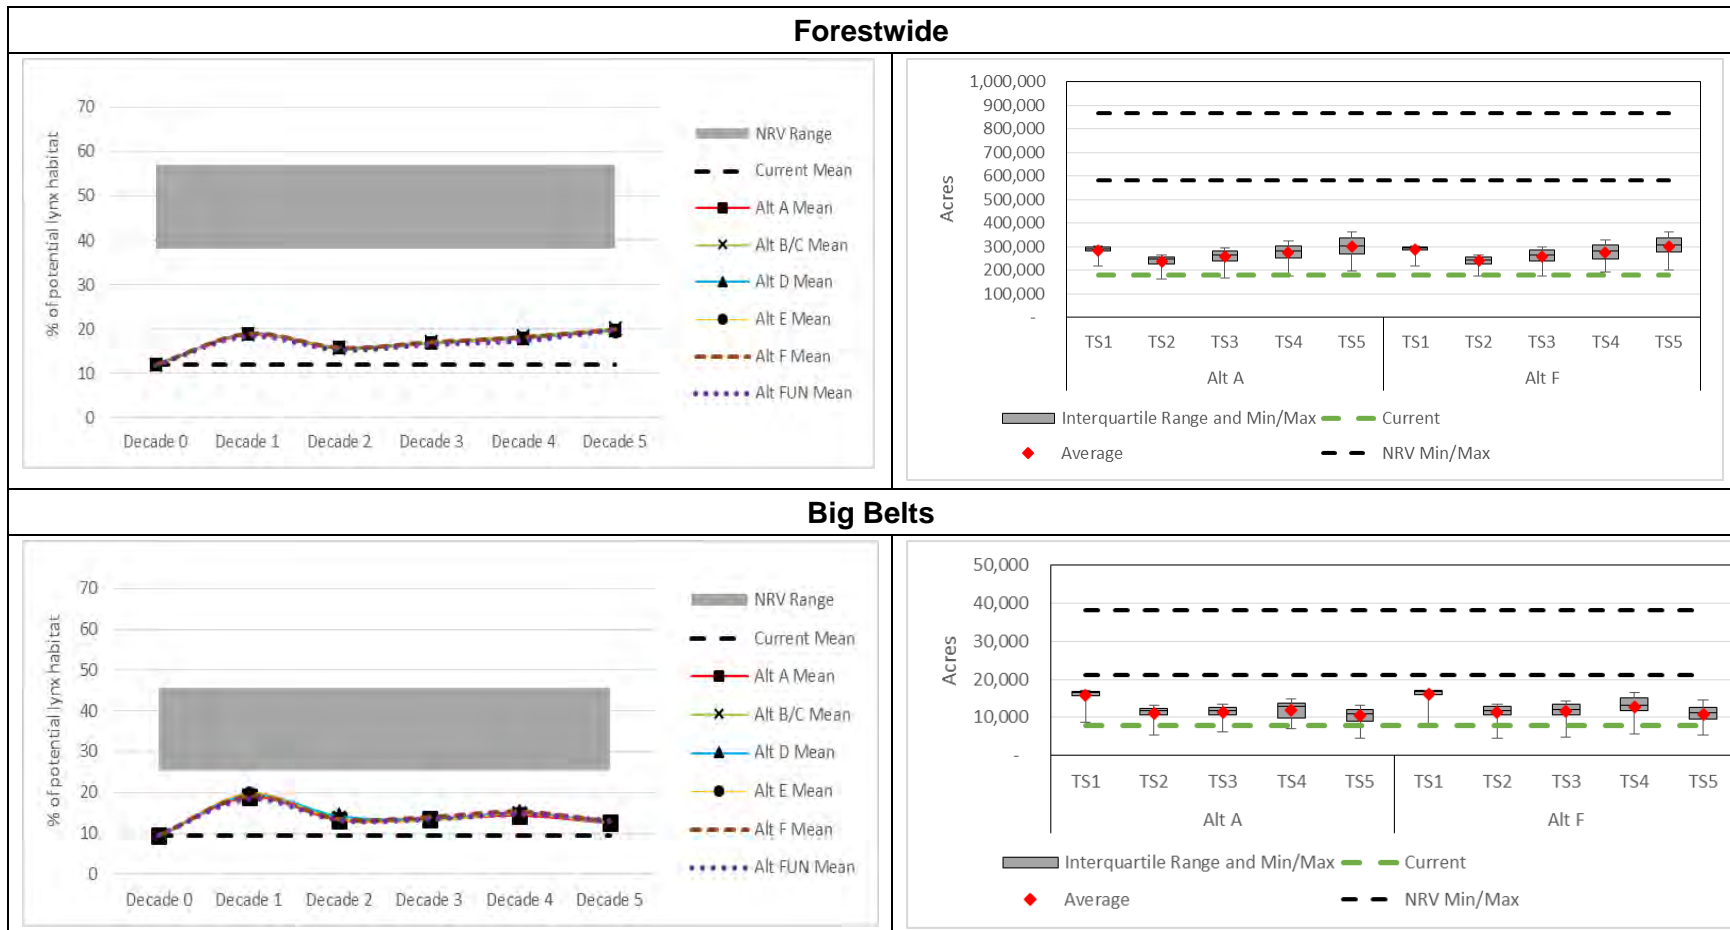 Forestwide
% of potential lynx habitat
70
60
50
40
30
20
10
0
Decade 0 Decade 1 Decade 2 Decade 3 Decade 4 Decade 5
NRV Range
Current Mean
Alt A Mean
Alt B/C Mean
Alt D Mean
Alt E Mean
Alt F Mean
Alt FUN Mean
Acres
1,000,000
900,000
800,000
700,000
600,000
500,000
400,000
300,000
200,000
100,000
-
TS1 TS2 TS3 TS4 TS5 TS1 TS2 TS3 TS4 TS5
Alt A Alt F
Interquartile Range and Min/Max Current
Average NRV Min/Max
Big Belts
% of potential lynx habitat
70
60
50
40
30
20
10
0
Decade 0 Decade 1 Decade 2 Decade 3 Decade 4 Decade 5
NRV Range
Current Mean
Alt A Mean
Alt B/C Mean
Alt D Mean
Alt E Mean
Alt F Mean
Alt FUN Mean
Acres
50,000
40,000
30,000
20,000
10,000
-
TS1 TS2 TS3 TS4 TS5 TS1 TS2 TS3 TS4 TS5
Alt A Alt F
Interquartile Range and Min/Max Current
Average NRV Min/Max